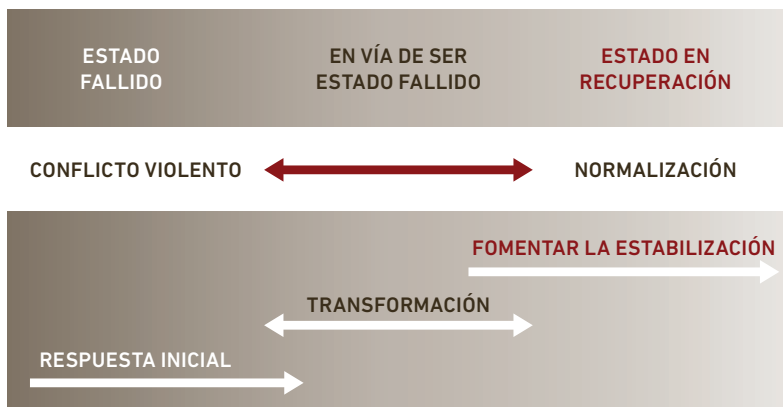 ESTADO
FALLIDO
EN VÍA DE SER
ESTADO FALLIDO
ESTADO EN
RECUPERACIÓN
CONFLICTO VIOLENTO
NORMALIZACIÓN
FOMENTAR LA ESTABILIZACIÓN
TRANSFORMACIÓN
RESPUESTA INICIAL